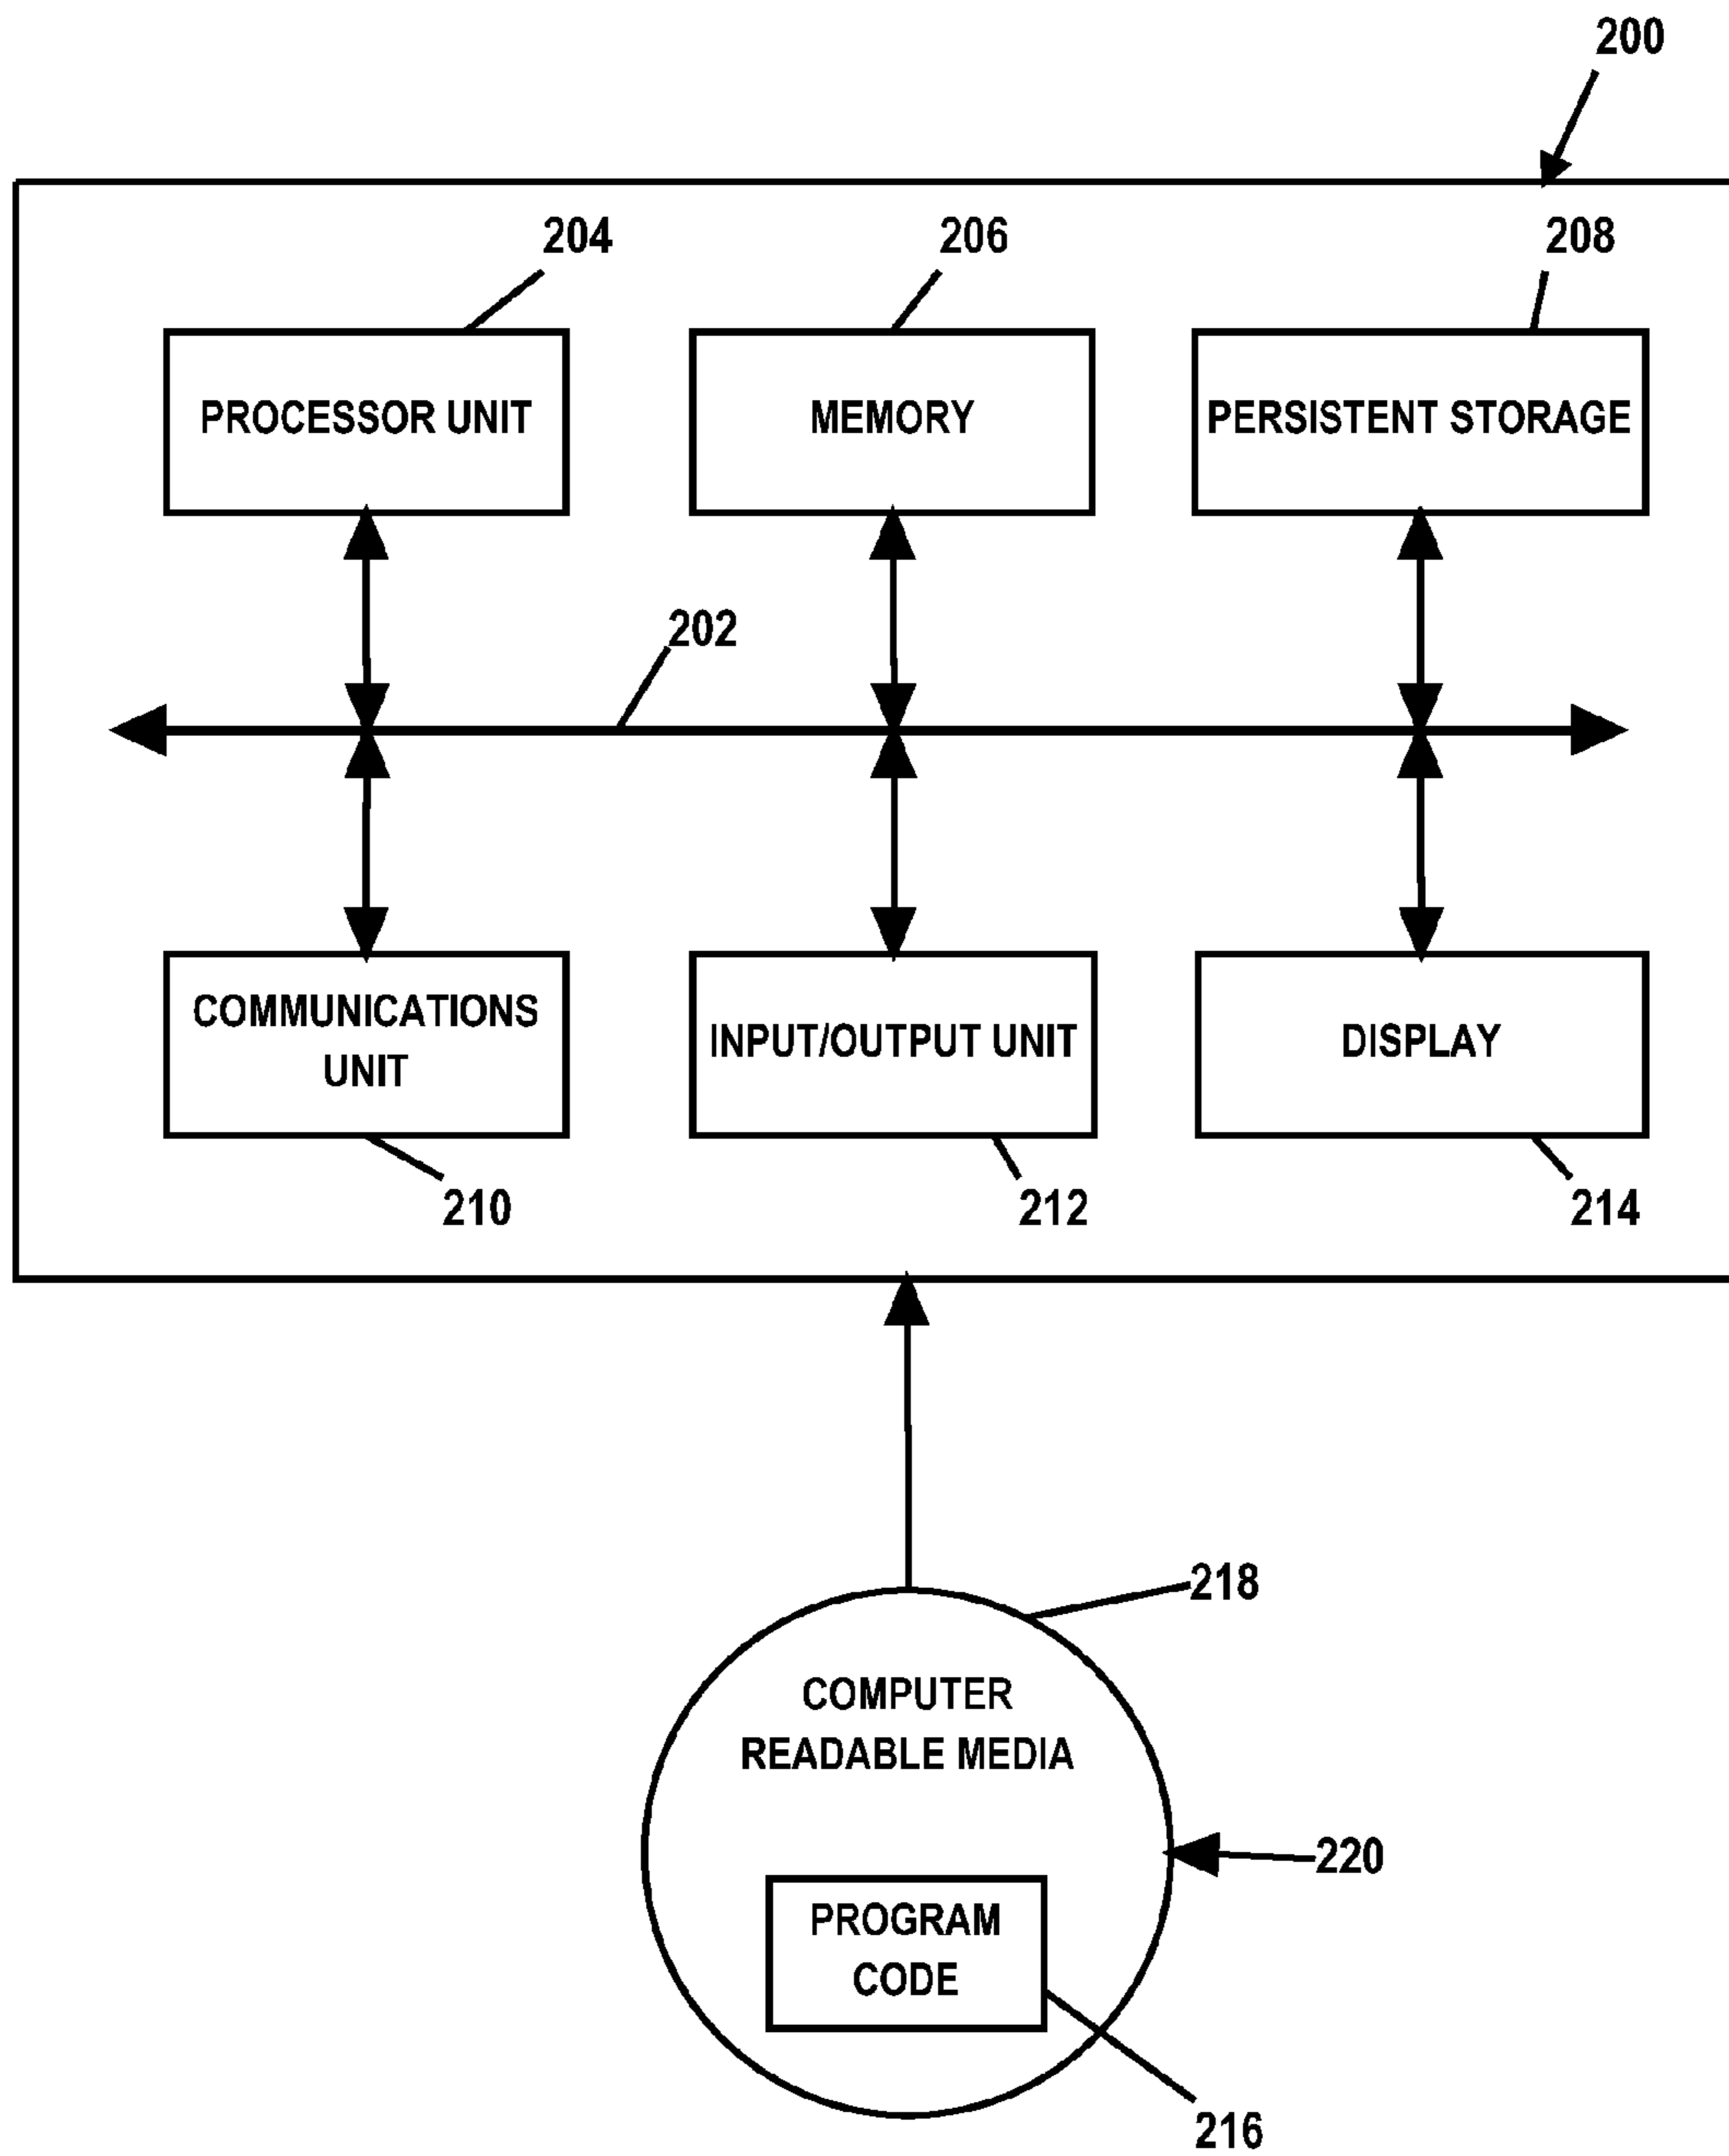 200
204
206
208
PROCESSOR UNIT
MEMORY
PERSISTENT STORAGE
202
COMMUNICATIONS
UNIT
INPUT/OUTPUT UNIT
DISPLAY
210
212
214
218
COMPUTER
READABLE MEDIA
220
PROGRAM
CODE
216